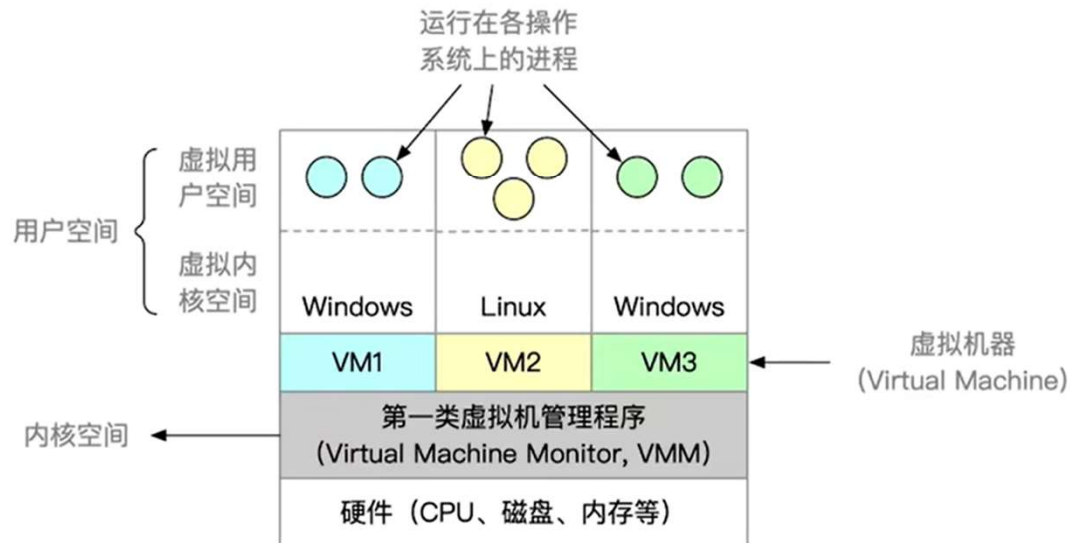 运行在各操作
系统上的进程
虚拟用
户空间
用户空间
虚拟内
核空间
Windows
Linux
Windows
VM1
VM2
VM3
虚拟机器
(Virtual Machine)
第一类虚拟机管理程序
(Virtual Machine Monitor, VMM)
内核空间
硬件（CPU、磁盘、内存等）